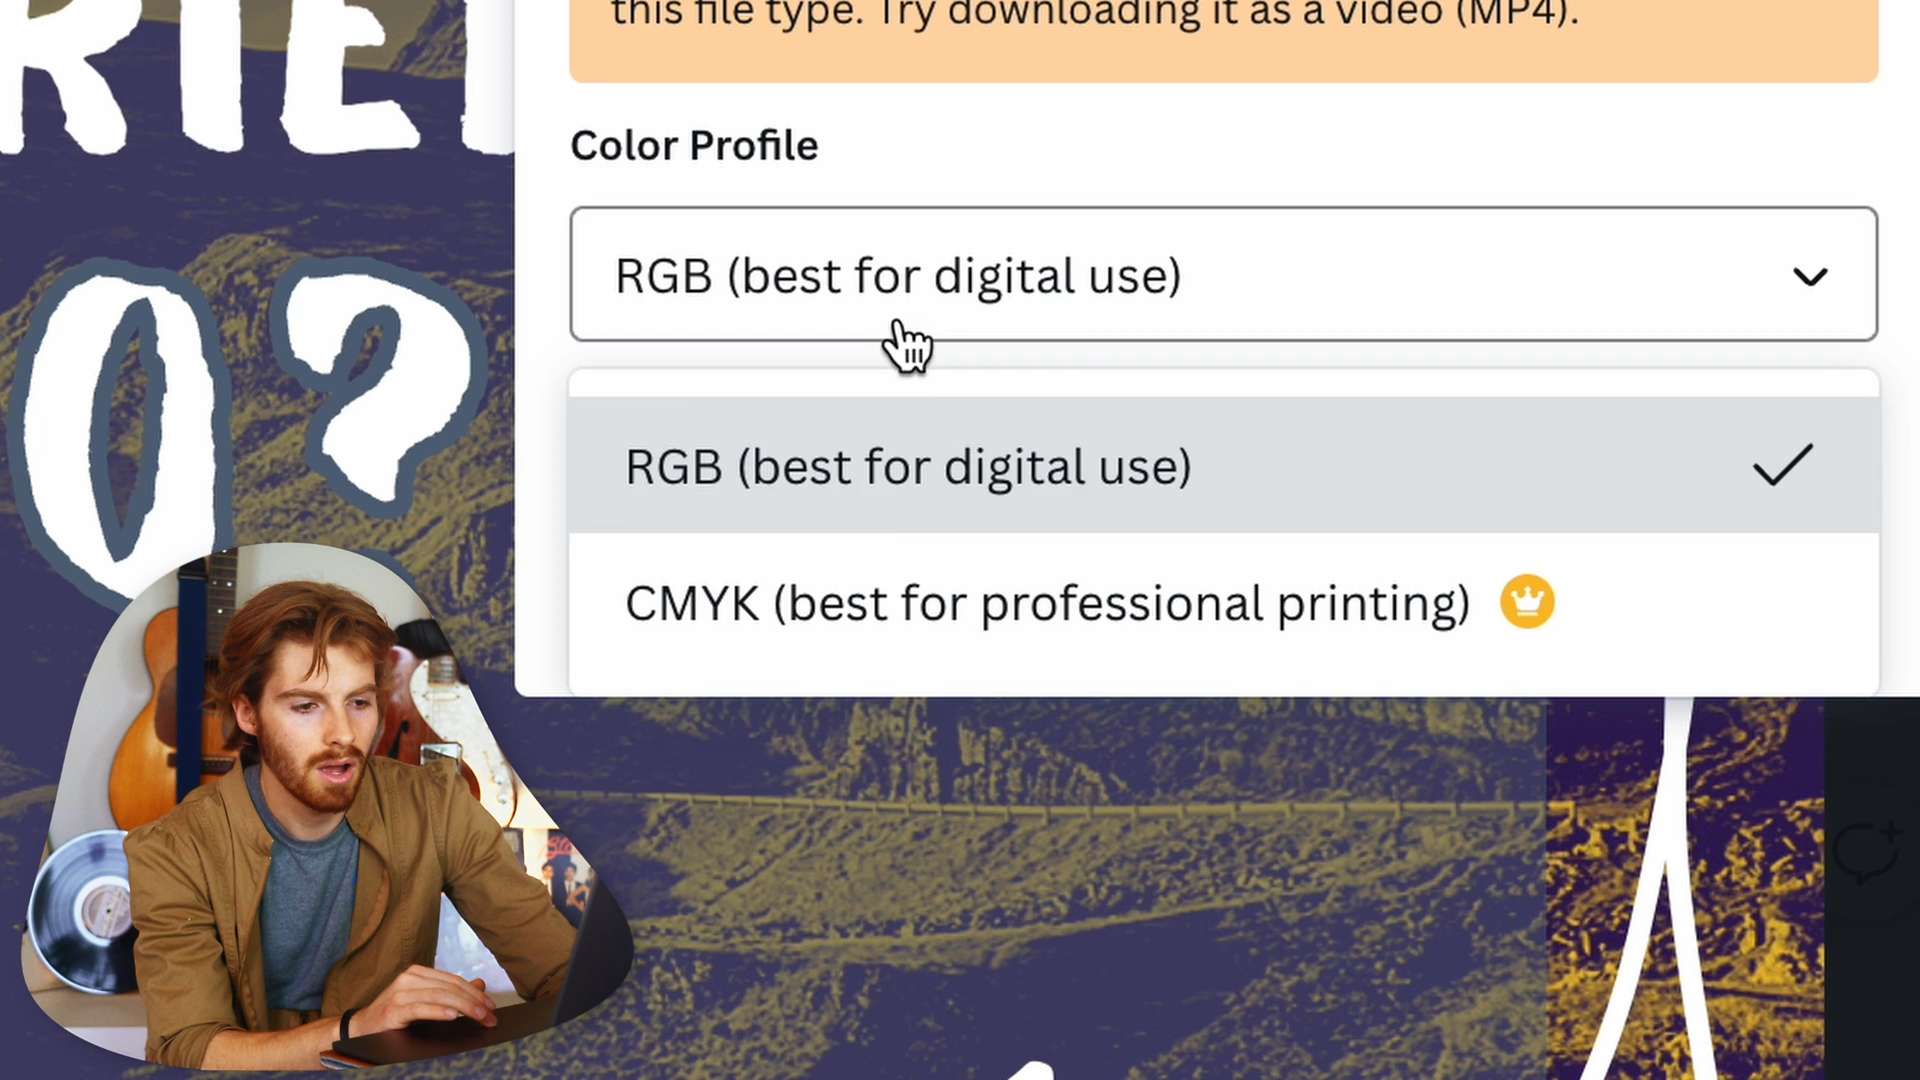 this file type. Try downloading it as a video (MP4).
Color Profile
RGB (best for digital use)
RGB (best for digital use)
CMYK (best for professional printing)
0?